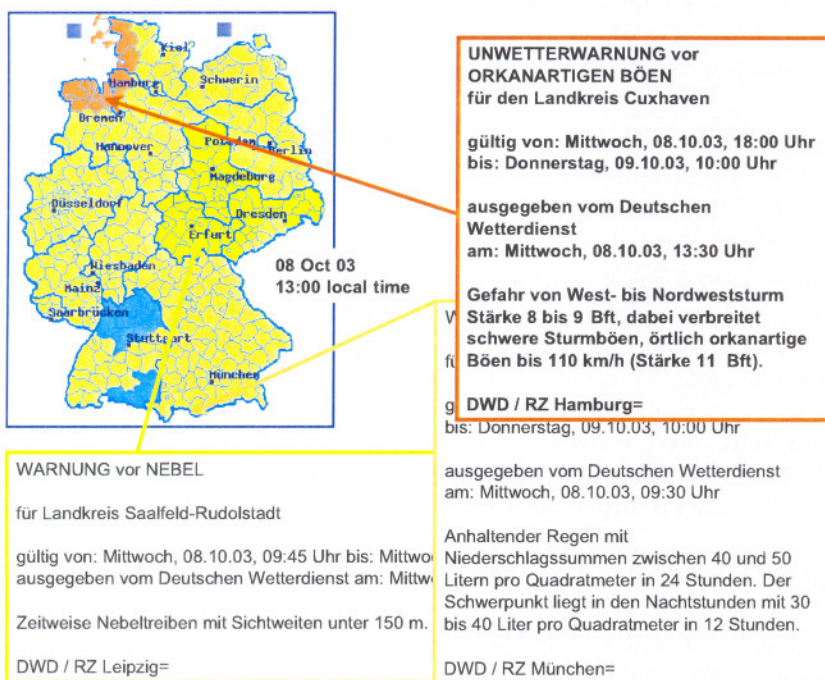 Kiel
Hamburg
Schwerin
Bremen
Hannover
Potsdam
Berlin
Magdeburg
Düsseldorf
Dresden
Erfurt
Wiesbaden
Mainz
Saarbrücken
Stuttgart
München
08 Oct 03
13:00 local time
UNWETTERWARNUNG vor
ORKANARTIGEN BÖEN
für den Landkreis Cuxhaven
gültig von: Mittwoch, 08.10.03, 18:00 Uhr
bis: Donnerstag, 09.10.03, 10:00 Uhr
ausgegeben vom Deutschen
Wetterdienst
am: Mittwoch, 08.10.03, 13:30 Uhr
Gefahr von West- bis Nordweststurm
Stärke 8 bis 9 Bft, dabei verbreitet
schwere Sturmböen, örtlich orkanartige
Böen bis 110 km/h (Stärke 11 Bft).
DWD / RZ Hamburg=
WARNUNG vor NEBEL
für Landkreis Saalfeld-Rudolstadt
gültig von: Mittwoch, 08.10.03, 09:45 Uhr bis: Mittwo
ausgegeben vom Deutschen Wetterdienst am: Mittw
Zeitweise Nebeltreiben mit Sichtweiten unter 150 m.
DWD / RZ Leipzig=
W
fü
g
bis: Donnerstag, 09.10.03, 10:00 Uhr
ausgegeben vom Deutschen Wetterdienst
am: Mittwoch, 08.10.03, 09:30 Uhr
Anhaltender Regen mit
Niederschlagssummen zwischen 40 und 50
Litern pro Quadratmeter in 24 Stunden. Der
Schwerpunkt liegt in den Nachtstunden mit 30
bis 40 Liter pro Quadratmeter in 12 Stunden.
DWD / RZ München=